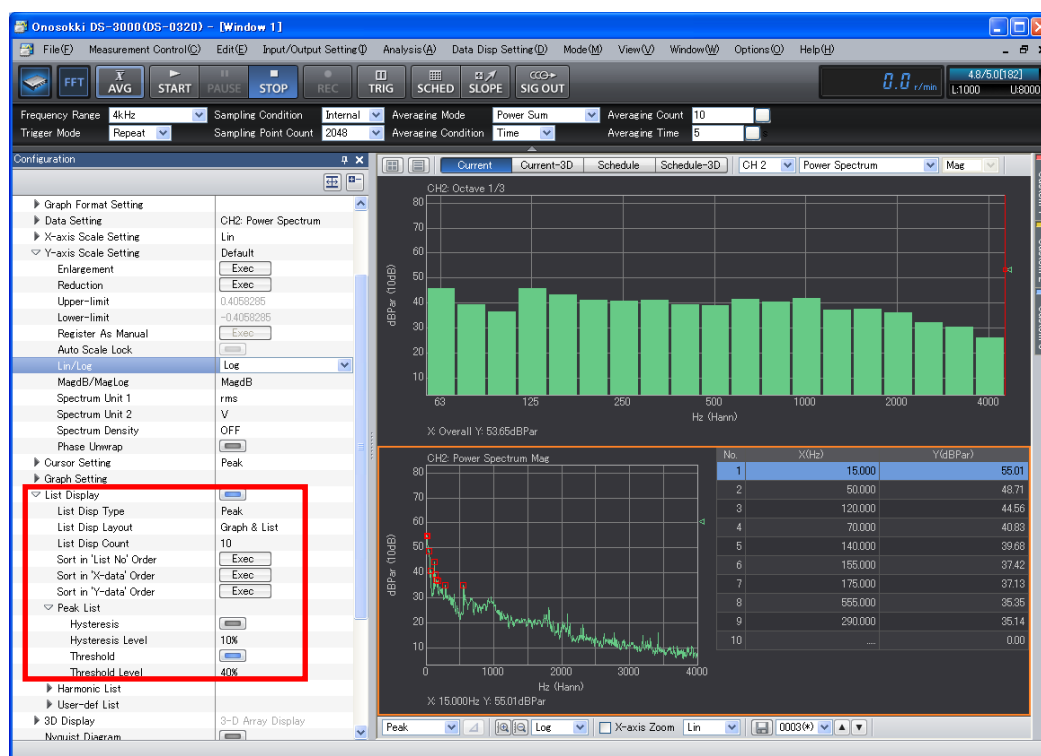 Onosokki DS-3000(DS-0320) - [Window 1]
File(F) Measurement Control(C) Edit(E) Input/Output Setting(I) Analysis(A) Data Disp Setting(D) Mode(M) View(V) Window(W) Options(O) Help(H)
FFT X AVG START PAUSE STOP REC TRIG SCHED SLOPE SIG OUT 0.0 r/min 4.8/5.0[182] L:1000 U:8000
Frequency Range 4kHz Sampling Condition Internal Averaging Mode Power Sum Averaging Count 10
Trigger Mode Repeat Sampling Point Count 2048 Averaging Condition Time Averaging Time 5
Configuration
Current Current-3D Schedule Schedule-3D CH 2 Power Spectrum Mag
Graph Format Setting
Data Setting CH2: Power Spectrum
X-axis Scale Setting Lin
Y-axis Scale Setting Default
Enlargement Exec
Reduction Exec
Upper-limit 0.4058285
Lower-limit -0.4058285
Register As Manual Exec
Auto Scale Lock
Lin/Log Log
MagdB/MagLog MagdB
Spectrum Unit 1 rms
Spectrum Unit 2 V
Spectrum Density OFF
Phase Unwrap
Cursor Setting Peak
Graph Setting
List Display
List Disp Type Peak
List Disp Layout Graph & List
List Disp Count 10
Sort in 'List No' Order Exec
Sort in 'X-data' Order Exec
Sort in 'Y-data' Order Exec
Peak List
Hysteresis
Hysteresis Level 10%
Threshold
Threshold Level 40%
Harmonic List
User-def List
3D Display 3-D Array Display
Nyquist Diagram
CH2: Octave 1/3
80
70
60
50
40
30
20
10
dBPar (10dB)
63 125 250 500 1000 2000 4000
Hz (Hann)
X: Overall Y: 53.65dBPar
CH2: Power Spectrum Mag
80
70
60
50
40
30
20
10
dBPar (10dB)
0 1000 2000 3000 4000
Hz (Hann)
X: 15.000Hz Y: 55.01dBPar
No. X(Hz) Y(dBPar)
1 15.000 55.01
2 50.000 48.71
3 120.000 44.56
4 70.000 40.83
5 140.000 39.68
6 155.000 37.42
7 175.000 37.13
8 555.000 35.35
9 290.000 35.14
10 .... 0.00
Peak Log X-axis Zoom Lin 0003(*)